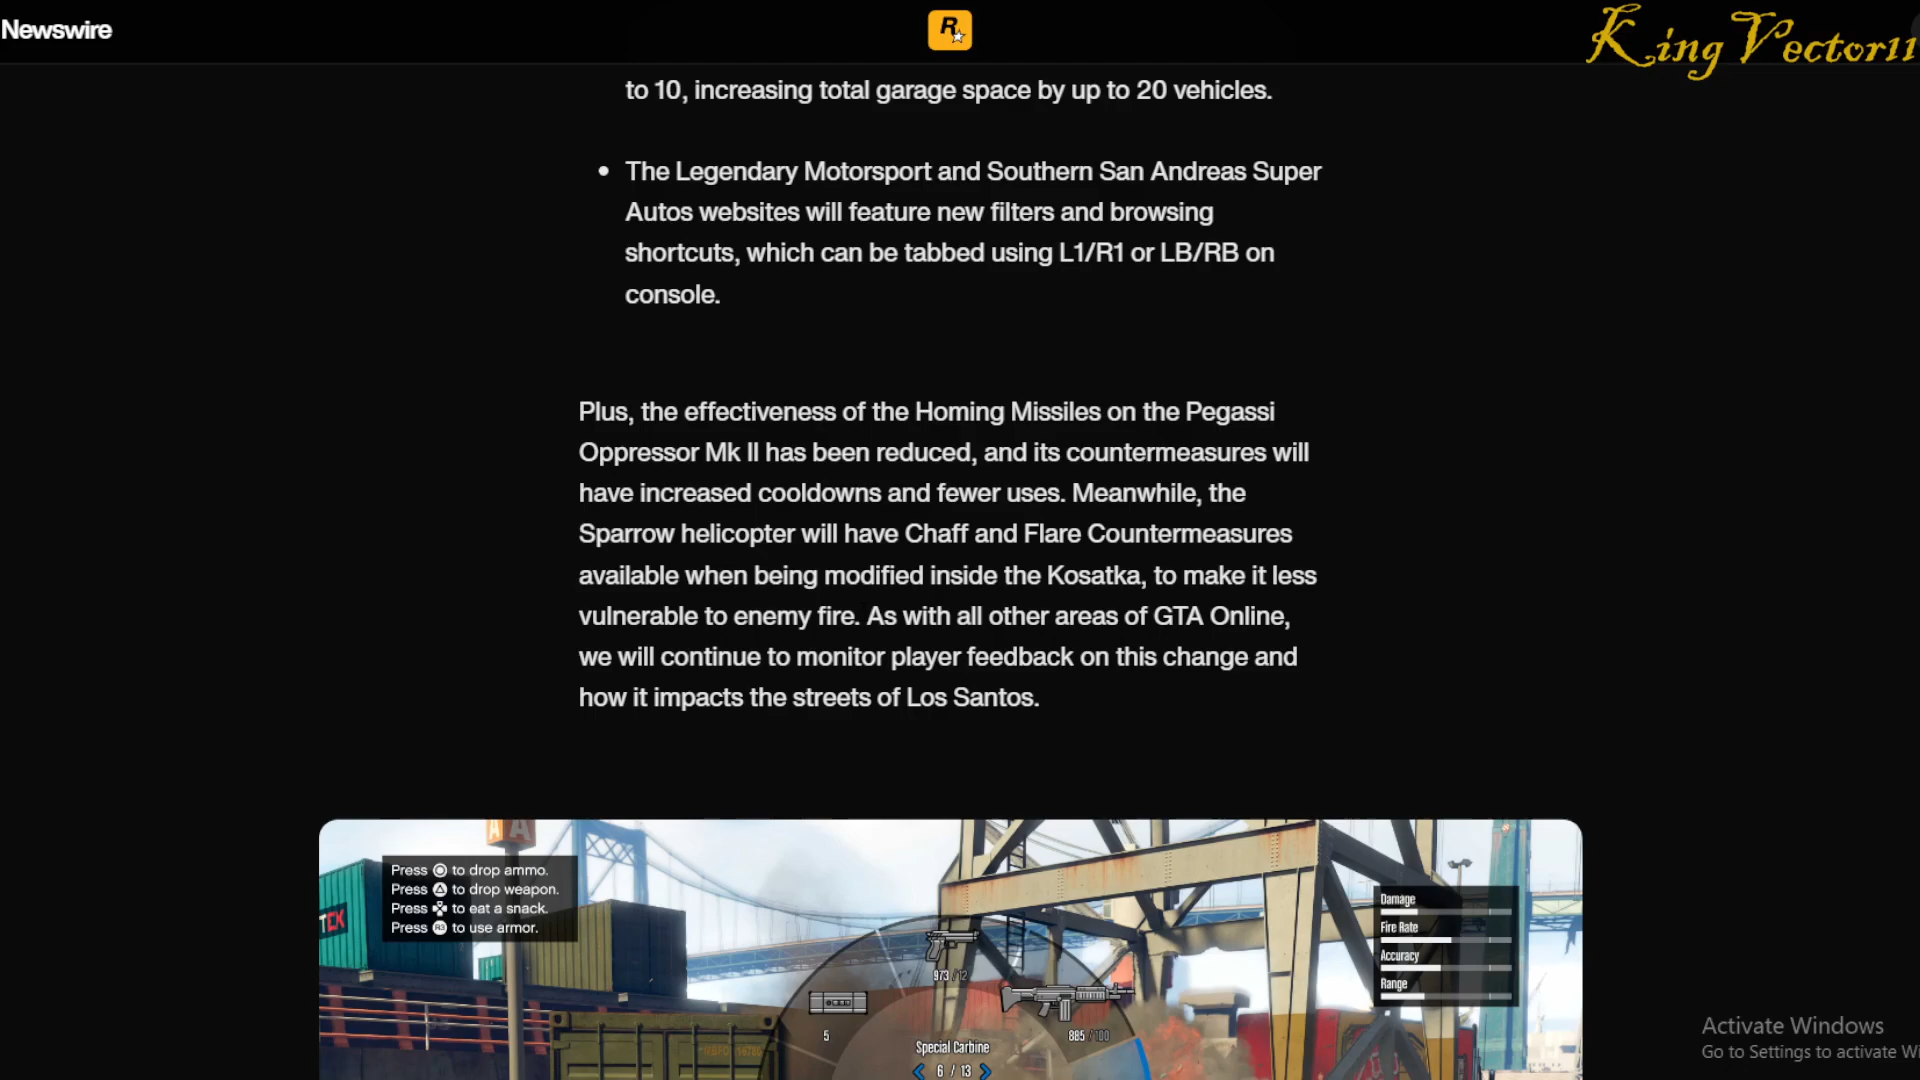 Newswire
R
King Vector11
to 10, increasing total garage space by up to 20 vehicles.
• The Legendary Motorsport and Southern San Andreas Super
Autos websites will feature new filters and browsing
shortcuts, which can be tabbed using L1/R1 or LB/RB on
console.
Plus, the effectiveness of the Homing Missiles on the Pegassi
Oppressor Mk II has been reduced, and its countermeasures will
have increased cooldowns and fewer uses. Meanwhile, the
Sparrow helicopter will have Chaff and Flare Countermeasures
available when being modified inside the Kosatka, to make it less
vulnerable to enemy fire. As with all other areas of GTA Online,
we will continue to monitor player feedback on this change and
how it impacts the streets of Los Santos.
A A
Press to drop ammo.
Press to drop weapon.
Press to eat a snack.
Press R3 to use armor.
TEK
973/12
5
885/100
Special Carbine
6 / 13
Damage
Fire Rate
Accuracy
Range
Activate Windows
Go to Settings to activate Wi